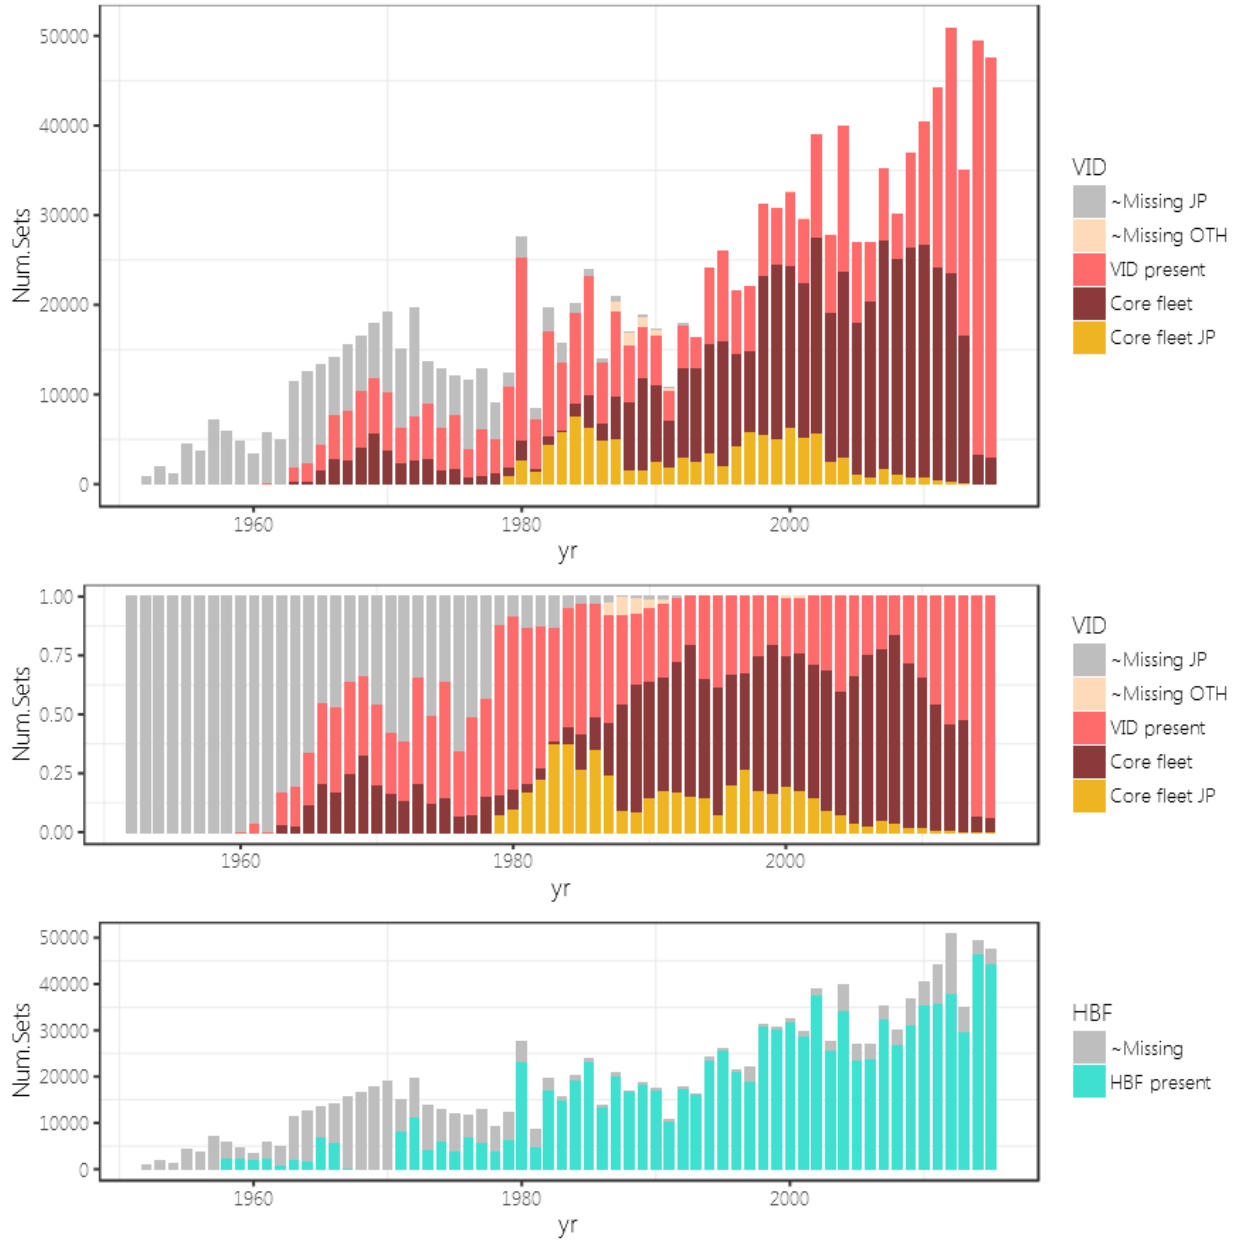 50000
40000
30000
20000
10000
0
Num.Sets
1960
1980
2000
yr
VID
~Missing JP
~Missing OTH
VID present
Core fleet
Core fleet JP
1.00
0.75
0.50
0.25
0.00
Num.Sets
1960
1980
2000
yr
VID
~Missing JP
~Missing OTH
VID present
Core fleet
Core fleet JP
50000
40000
30000
20000
10000
0
Num.Sets
1960
1980
2000
yr
HBF
~Missing
HBF present